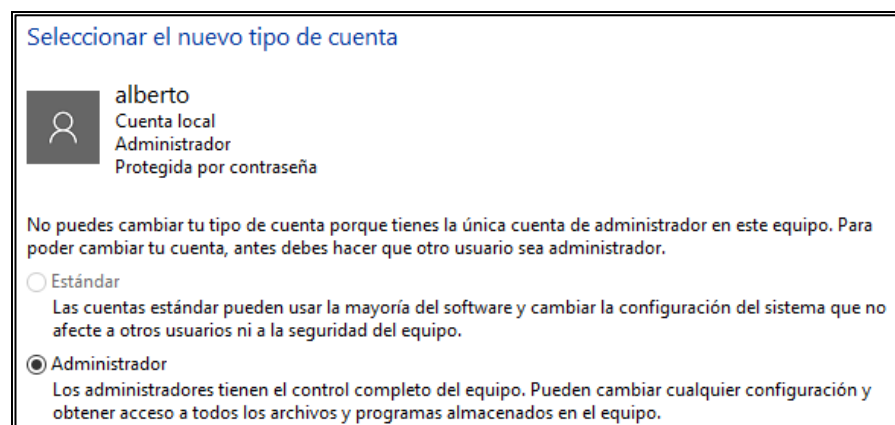 Seleccionar el nuevo tipo de cuenta
alberto
Cuenta local
Administrador
Protegida por contraseña
No puedes cambiar tu tipo de cuenta porque tienes la única cuenta de administrador en este equipo. Para
poder cambiar tu cuenta, antes debes hacer que otro usuario sea administrador.
Estándar
Las cuentas estándar pueden usar la mayoría del software y cambiar la configuración del sistema que no
afecte a otros usuarios ni a la seguridad del equipo.
Administrador
Los administradores tienen el control completo del equipo. Pueden cambiar cualquier configuración y
obtener acceso a todos los archivos y programas almacenados en el equipo.